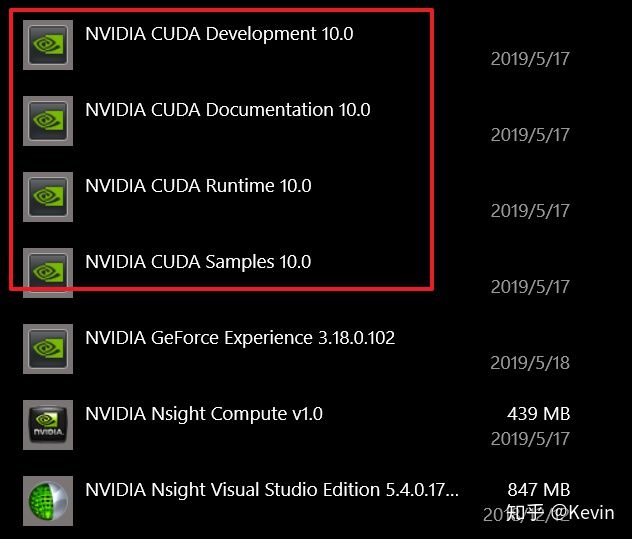 NVIDIA CUDA Development 10.0
2019/5/17
NVIDIA CUDA Documentation 10.0
2019/5/17
NVIDIA CUDA Runtime 10.0
2019/5/17
NVIDIA CUDA Samples 10.0
2019/5/17
NVIDIA GeForce Experience 3.18.0.102
2019/5/18
NVIDIA Nsight Compute v1.0
439 MB
NVIDIA.
2019/5/17
NVIDIA Nsight Visual Studio Edition 5.4.0.17...
847 MB
知乎 @Kevin